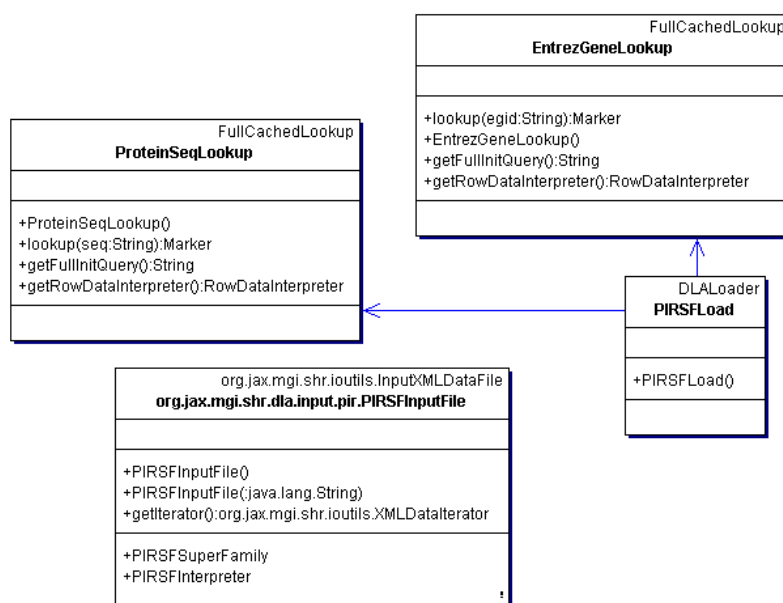 FullCachedLookup
EntrezGeneLookup
+lookup(egid:String):Marker
+EntrezGeneLookup()
+getFullInitQuery():String
+getRowDataInterpreter():RowDataInterpreter
FullCachedLookup
ProteinSeqLookup
+ProteinSeqLookup()
+lookup(seq:String):Marker
+getFullInitQuery():String
+getRowDataInterpreter():RowDataInterpreter
DLALoader
PIRSFLoad
+PIRSFLoad()
org.jax.mgi.shr.ioutils.InputXMLDataFile
org.jax.mgi.shr.dla.input.pir.PIRSFInputFile
+PIRSFInputFile()
+PIRSFInputFile(:java.lang.String)
+getIterator():org.jax.mgi.shr.ioutils.XMLDataIterator
+PIRSFSuperFamily
+PIRSFInterpreter